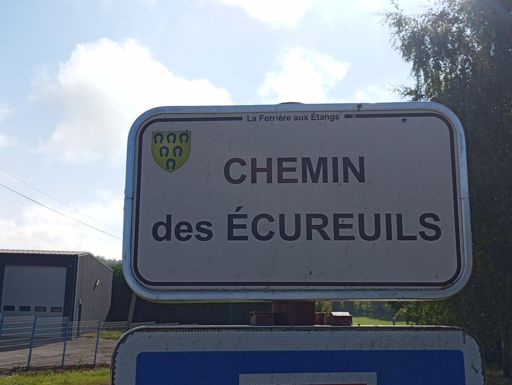 La Ferrière aux Étangs
CHEMIN
des ÉCUREUILS